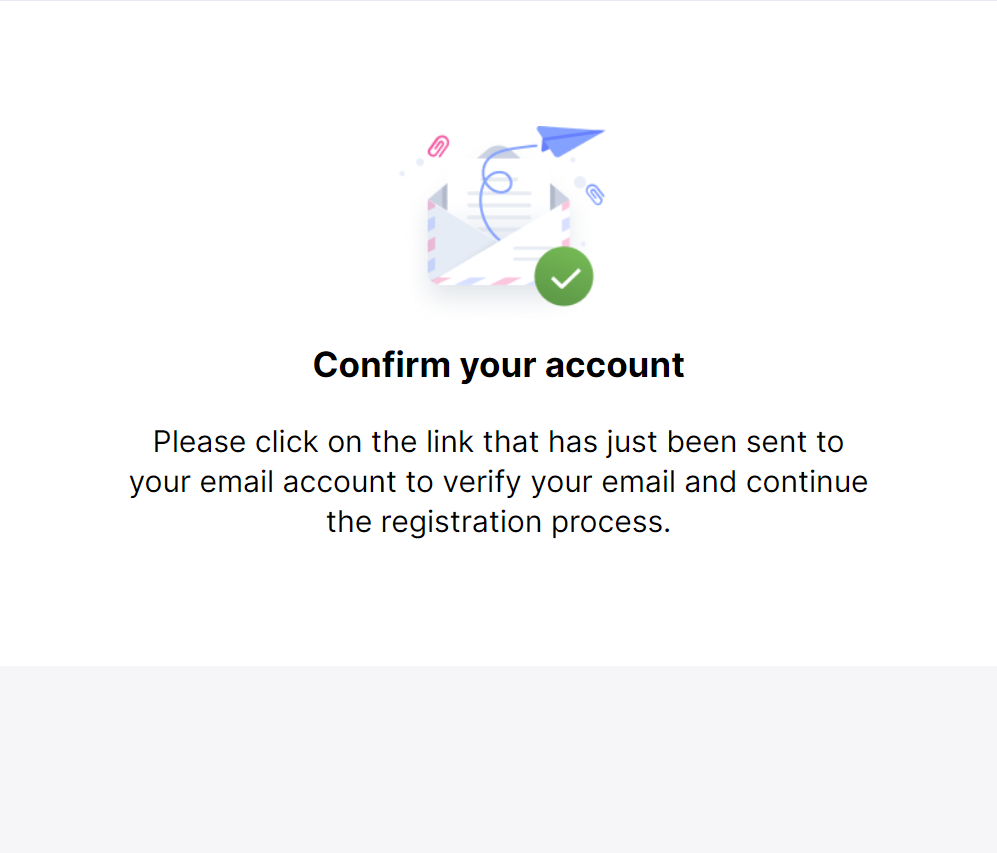 Confirm your account
Please click on the link that has just been sent to
your email account to verify your email and continue
the registration process.